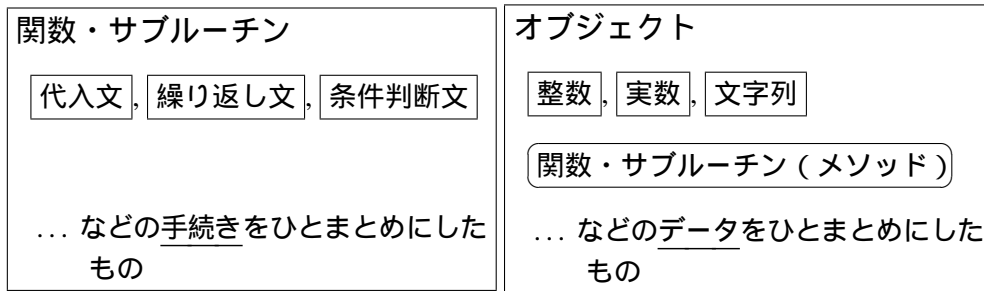 関数・サブルーチン
代入文, 繰り返し文, 条件判断文
... などの手続きをひとまとめにした
もの
オブジェクト
整数, 実数, 文字列
関数・サブルーチン ( メソッド )
... などのデータをひとまとめにした
もの